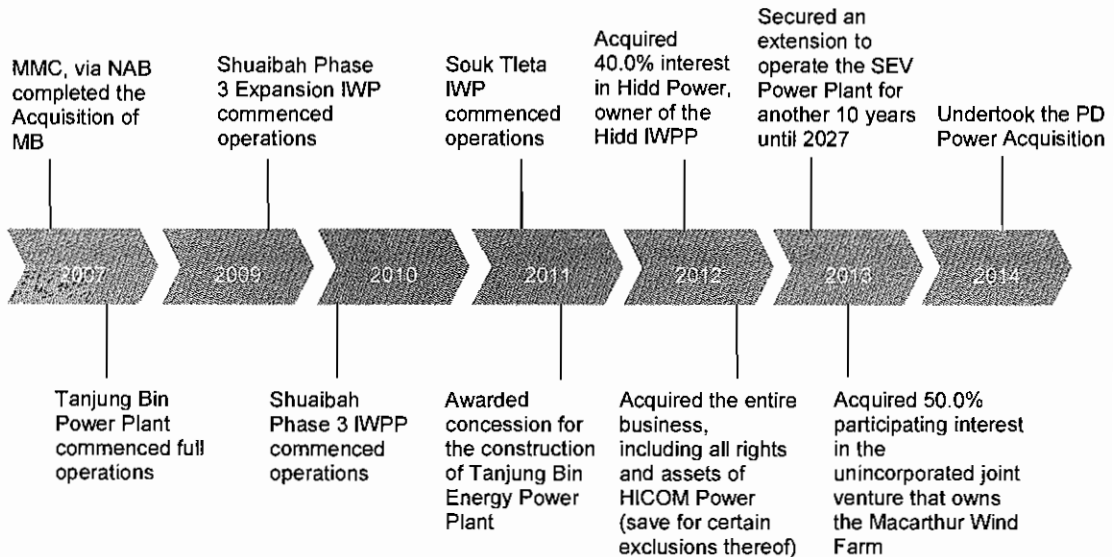 MMC, via NAB
completed the
Acquisition of
MB
Shuaibah Phase
3 Expansion IWP
commenced
operations
Souk Tleta
IWP
commenced
operations
Acquired
40.0% interest
in Hidd Power,
owner of the
Hidd IWPP
Secured an
extension to
operate the SEV
Power Plant for
another 10 years
until 2027
Undertook the PD
Power Acquisition
2007
2009
2010
2011
2012
2013
2014
Tanjung Bin
Power Plant
commenced full
operations
Shuaibah
Phase 3 IWPP
commenced
operations
Awarded
concession for
the construction
of Tanjung Bin
Energy Power
Plant
Acquired the entire
business,
including all rights
and assets of
HICOM Power
(save for certain
exclusions thereof)
Acquired 50.0%
participating interest
in the
unincorporated joint
venture that owns
the Macarthur Wind
Farm